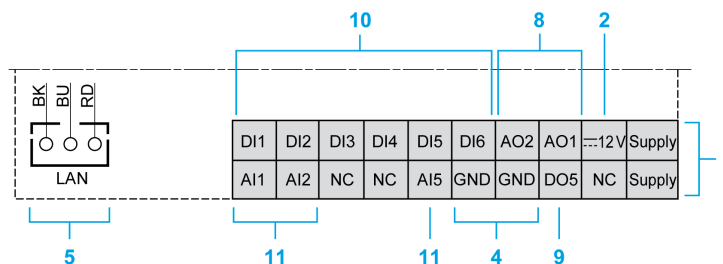 10 8 2
BK BU RD
DI1 DI2 DI3 DI4 DI5 DI6 AO2 AO1 ⎓12 V Supply
AI1 AI2 NC NC AI5 GND GND DO5 NC Supply
LAN
5 11 11 4 9